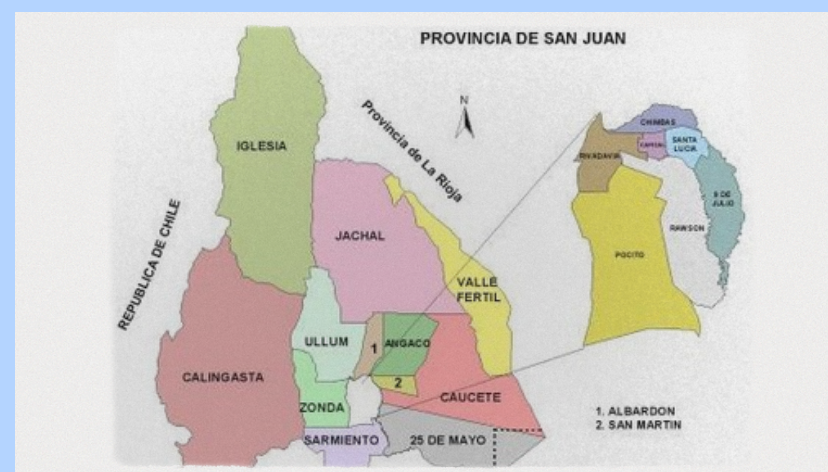 PROVINCIA DE SAN JUAN
N
Provincia de La Rioja
REPUBLICA DE CHILE
IGLESIA
JACHAL
VALLE
FERTIL
ULLUM
1
ANGACO
2
CALINGASTA
CAUCETE
ZONDA
SARMIENTO
25 DE MAYO
CHIMBAS
RIVADAVIA
CAPITAL
SANTA
LUCIA
9 DE
JULIO
RAWSON
POCITO
1. ALBARDON
2. SAN MARTIN